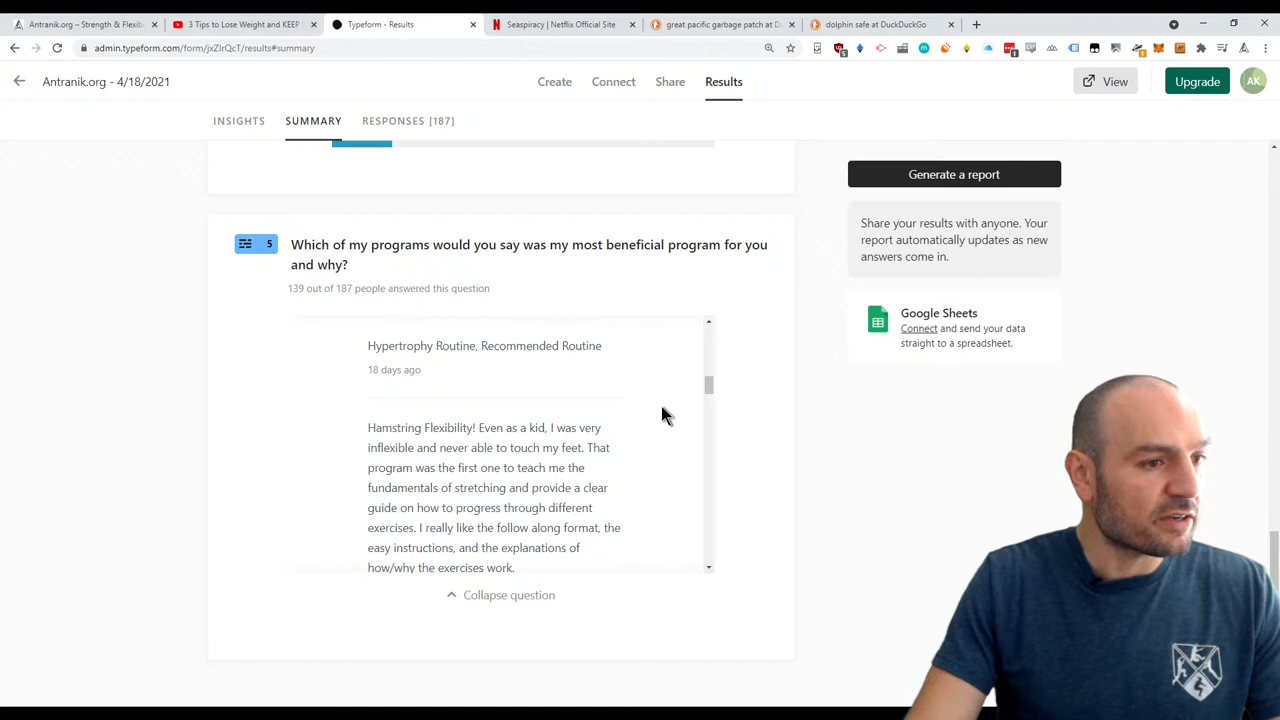 Antranik.org – Strength & Flexibi
3 Tips to Lose Weight and KEEP
Typeform - Results
Seaspiracy | Netflix Official Site
great pacific garbage patch at D
dolphin safe at DuckDuckGo
admin.typeform.com/form/jxZIrQcT/results#summary
Antranik.org - 4/18/2021
Create
Connect
Share
Results
View
Upgrade
AK
INSIGHTS
SUMMARY
RESPONSES [187]
Generate a report
Share your results with anyone. Your
report automatically updates as new
answers come in.
Google Sheets
Connect and send your data
straight to a spreadsheet.
5
Which of my programs would you say was my most beneficial program for you
and why?
139 out of 187 people answered this question
Hypertrophy Routine, Recommended Routine
18 days ago
Hamstring Flexibility! Even as a kid, I was very
inflexible and never able to touch my feet. That
program was the first one to teach me the
fundamentals of stretching and provide a clear
guide on how to progress through different
exercises. I really like the follow along format, the
easy instructions, and the explanations of
how/why the exercises work.
Collapse question